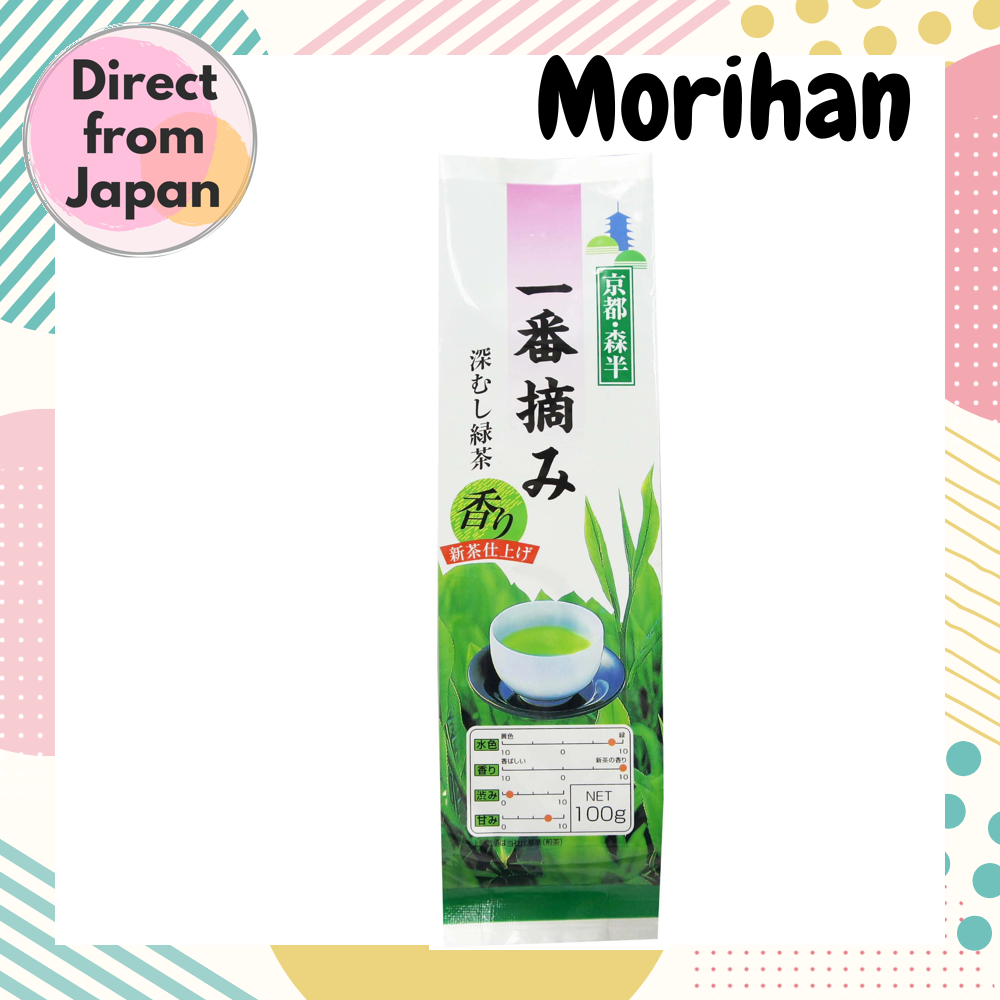 Direct
from
Japan
Morihan
京都・森半
一番摘み
深むし緑茶
香り
新茶仕上げ
水色
黄色
緑
10
0
10
香り
香ばしい
新茶の香り
10
0
10
渋み
0
10
甘み
0
10
NET
100g